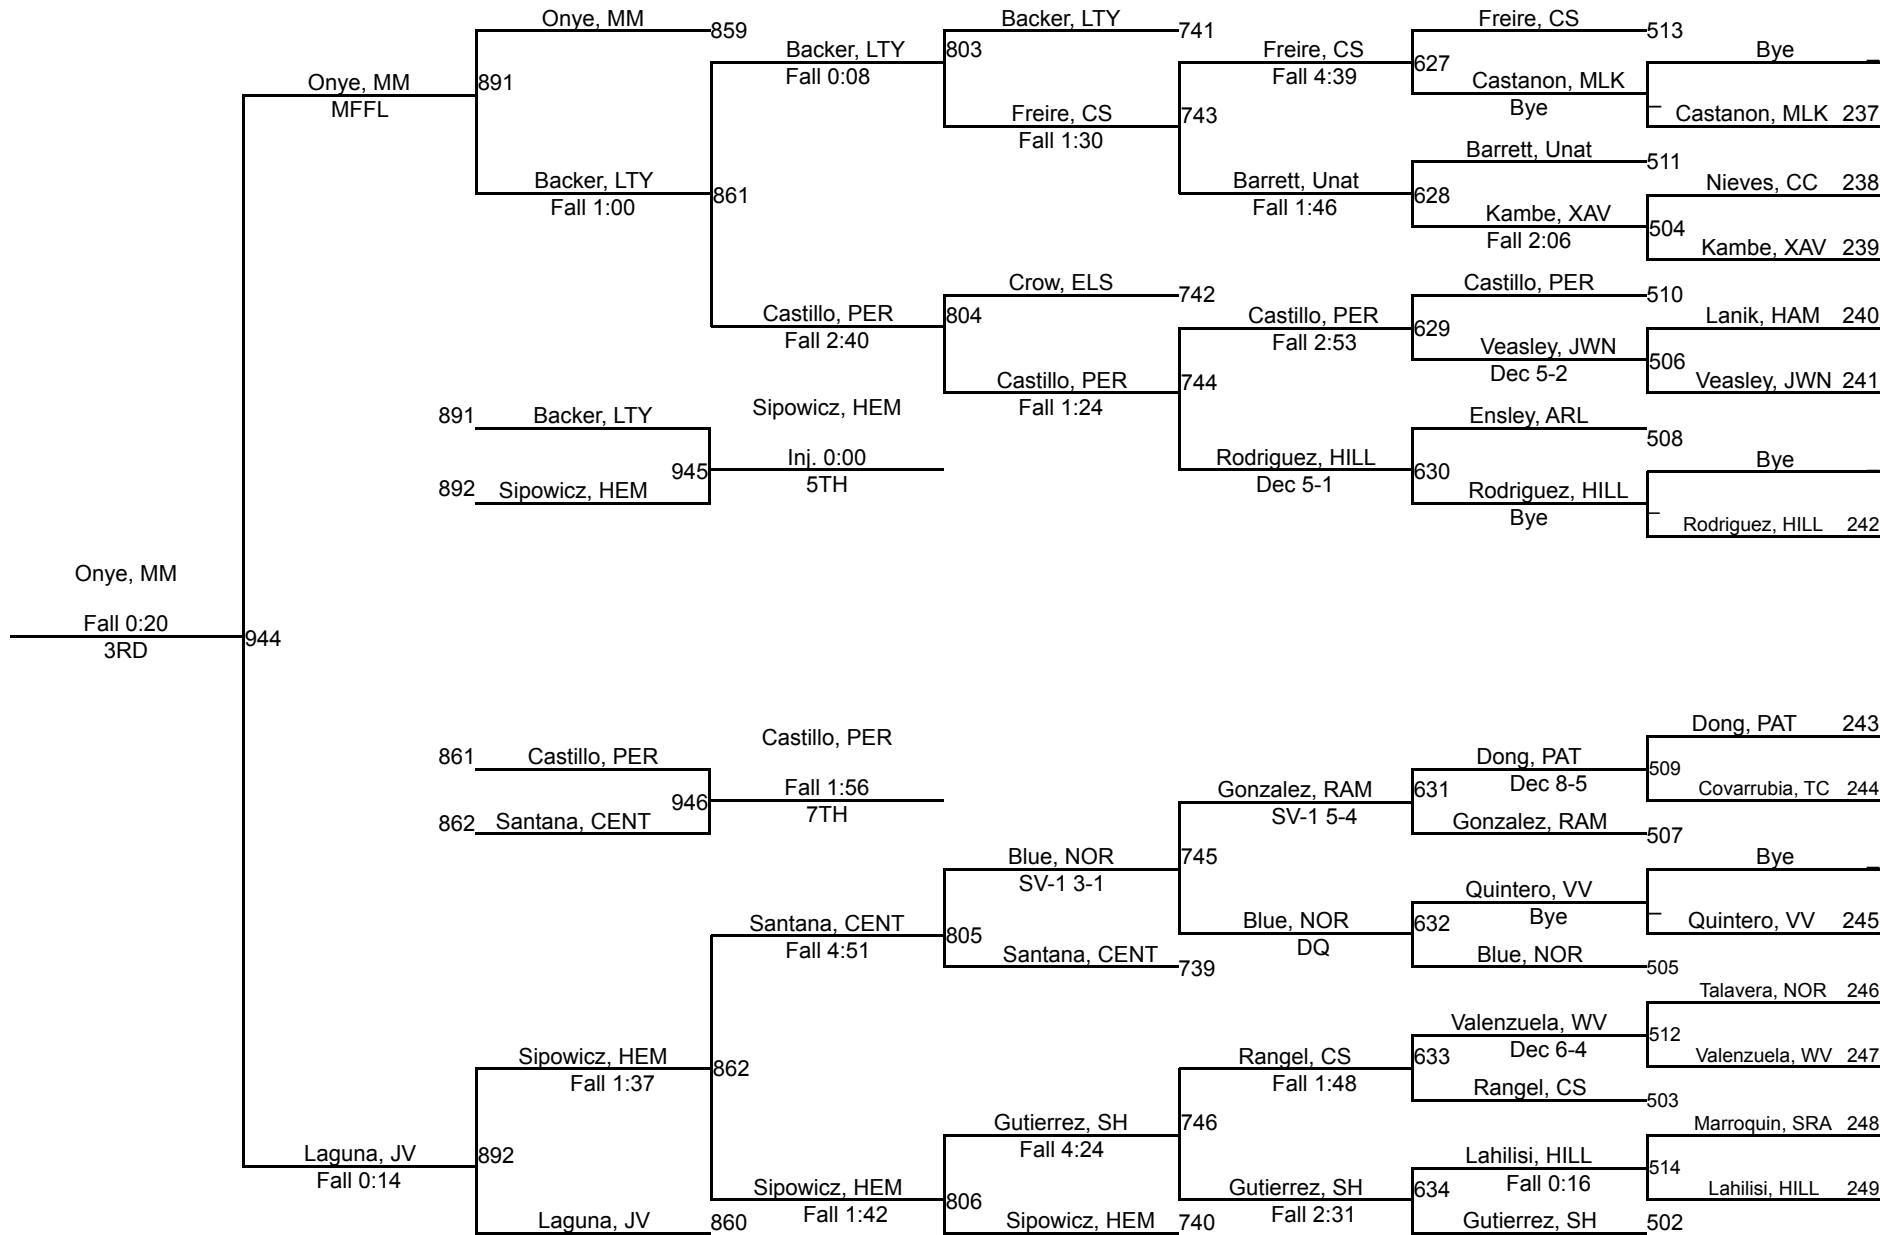 Onye, MM
859
Backer, LTY
741
Freire, CS
513
Bye
_
Backer, LTY
Fall 0:08
803
Freire, CS
Fall 4:39
627
Castanon, MLK
Bye
_
Castanon, MLK 237
Onye, MM
MFFL
891
Freire, CS
Fall 1:30
743
Barrett, Unat
511
Nieves, CC 238
Backer, LTY
Fall 1:00
861
Barrett, Unat
Fall 1:46
628
Kambe, XAV
Fall 2:06
504
Kambe, XAV 239
Crow, ELS
742
Castillo, PER
510
Lanik, HAM 240
Castillo, PER
Fall 2:40
804
Castillo, PER
Fall 2:53
629
Veasley, JWN
Dec 5-2
506
Veasley, JWN 241
Castillo, PER
Fall 1:24
744
Ensley, ARL
508
Bye
_
891 Backer, LTY
892 Sipowicz, HEM
945
Sipowicz, HEM
Inj. 0:00
5TH
Rodriguez, HILL
Dec 5-1
630
Rodriguez, HILL
Bye
_
Rodriguez, HILL 242
Onye, MM
Fall 0:20
3RD
944
861 Castillo, PER
862 Santana, CENT
946
Castillo, PER
Fall 1:56
7TH
Dong, PAT 243
Dong, PAT
Dec 8-5
509
Covarrubia, TC 244
Gonzalez, RAM
SV-1 5-4
631
Gonzalez, RAM
507
Bye
_
Blue, NOR
SV-1 3-1
745
Quintero, VV
Bye
_
Quintero, VV 245
Santana, CENT
Fall 4:51
805
Blue, NOR
DQ
632
Blue, NOR
505
Santana, CENT
739
Talavera, NOR 246
Valenzuela, WV
Dec 6-4
512
Valenzuela, WV 247
Sipowicz, HEM
Fall 1:37
862
Rangel, CS
Fall 1:48
633
Rangel, CS
503
Marroquin, SRA 248
Gutierrez, SH
Fall 4:24
746
Lahilisi, HILL
Fall 0:16
514
Lahilisi, HILL 249
Laguna, JV
Fall 0:14
892
Sipowicz, HEM
Fall 1:42
806
Gutierrez, SH
Fall 2:31
634
Gutierrez, SH
502
Laguna, JV
860
Sipowicz, HEM
740